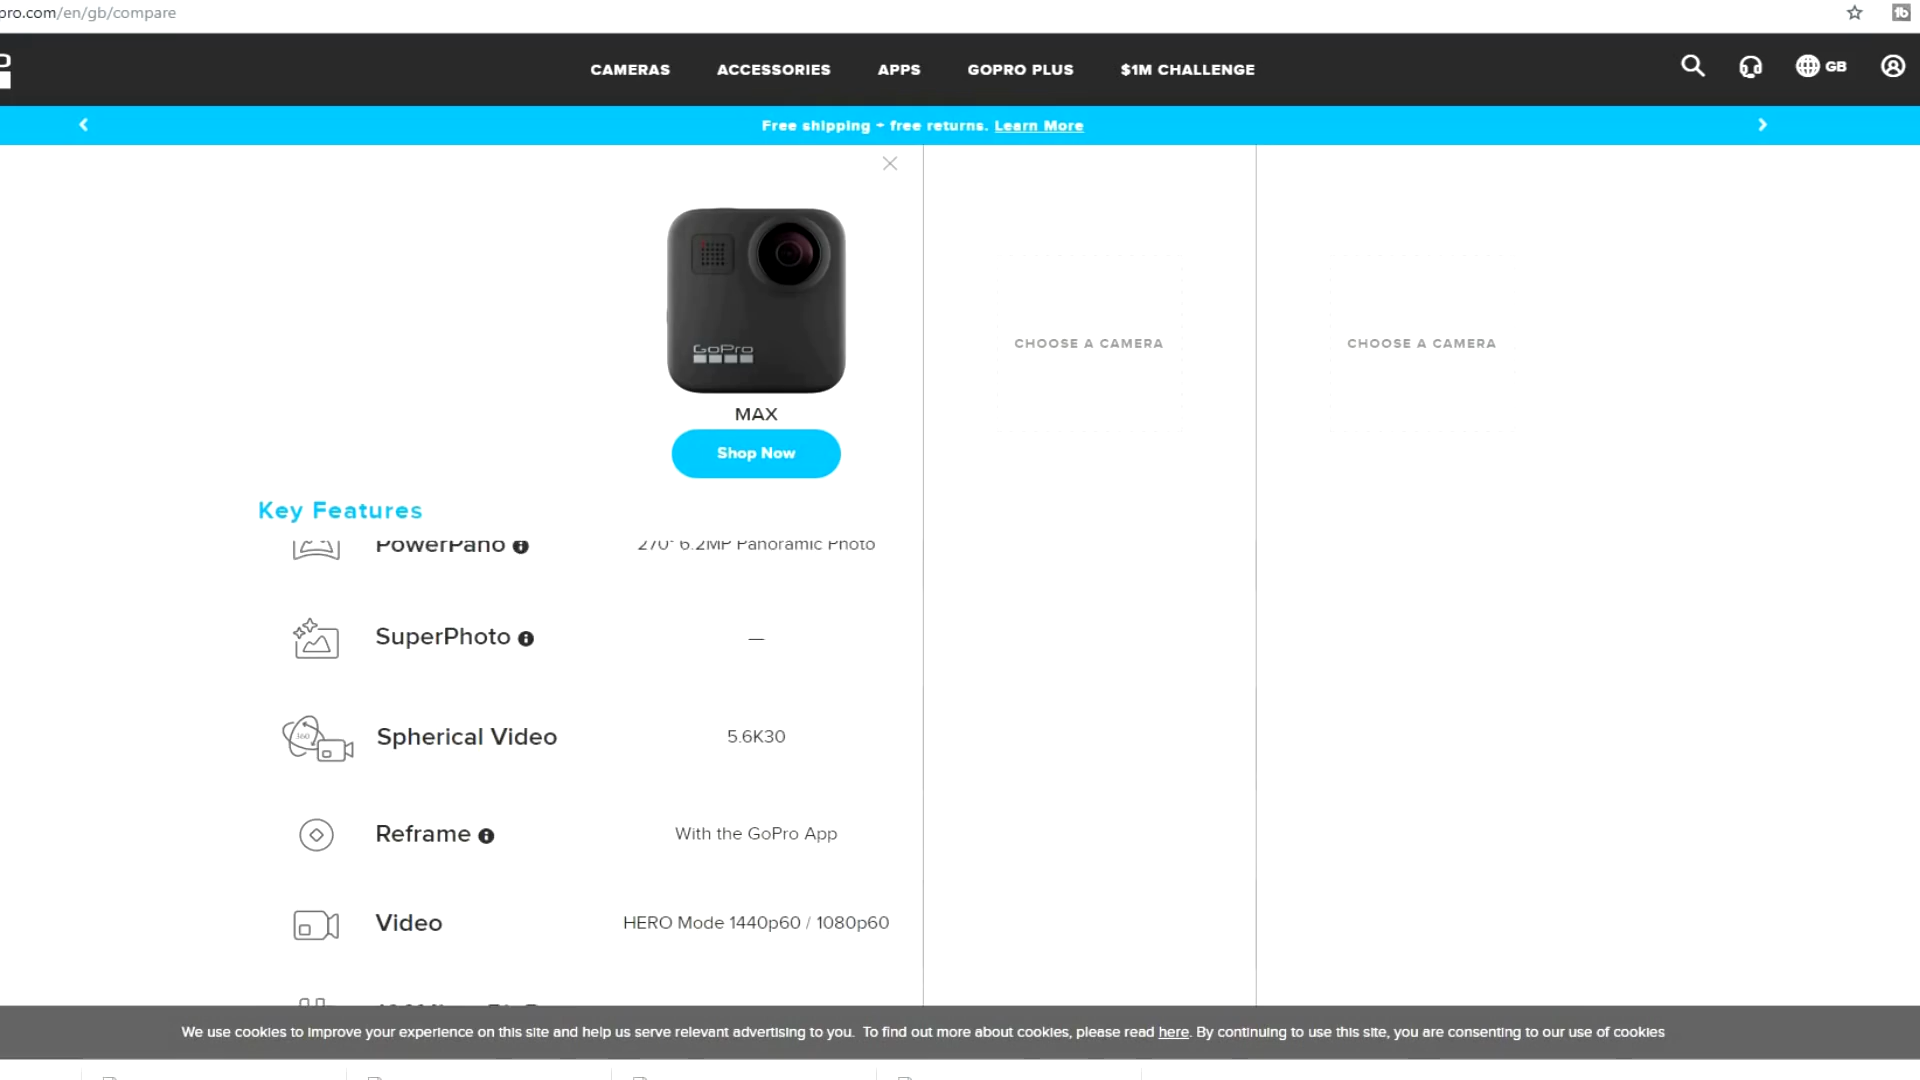 pro.com/en/gb/compare
CAMERAS ACCESSORIES APPS GOPRO PLUS $1M CHALLENGE GB
Free shipping + free returns. Learn More
GoPro
CHOOSE A CAMERA CHOOSE A CAMERA
MAX
Shop Now
Key Features
PowerPano 270° 6.2MP Panoramic Photo
SuperPhoto —
360
Spherical Video 5.6K30
Reframe With the GoPro App
Video HERO Mode 1440p60 / 1080p60
We use cookies to improve your experience on this site and help us serve relevant advertising to you. To find out more about cookies, please read here. By continuing to use this site, you are consenting to our use of cookies